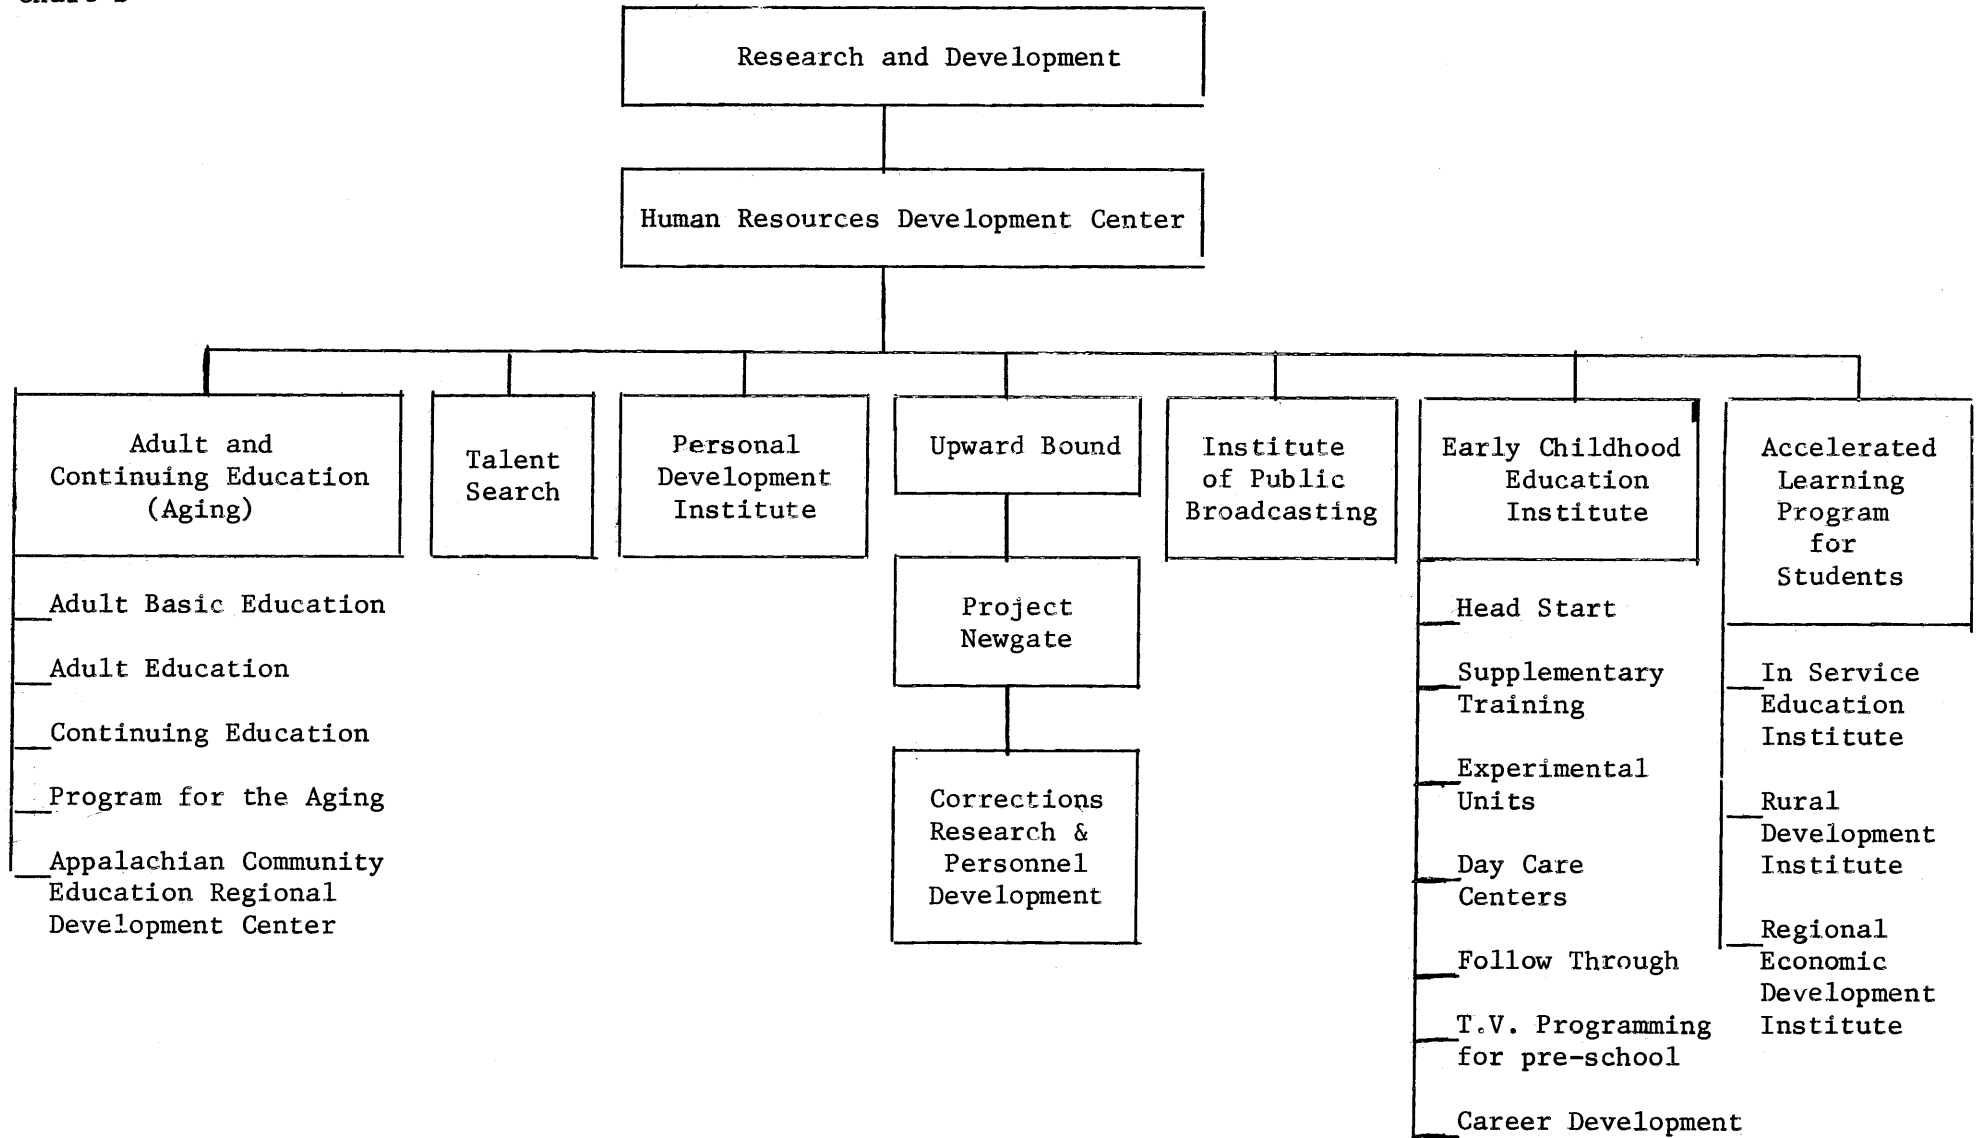 Research and Development
Human Resources Development Center
Adult and
Continuing Education
(Aging)
Adult Basic Education
Adult Education
Continuing Education
Program for the Aging
Appalachian Community
Education Regional
Development Center
Talent
Search
Personal
Development
Institute
Upward Bound
Project
Newgate
Corrections
Research &
Personnel
Development
Institute
of Public
Broadcasting
Early Childhood
Education
Institute
Head Start
Supplementary
Training
Experimental
Units
Day Care
Centers
Follow Through
T.V. Programming
for pre-school
Career Development
Accelerated
Learning
Program
for
Students
In Service
Education
Institute
Rural
Development
Institute
Regional
Economic
Development
Institute